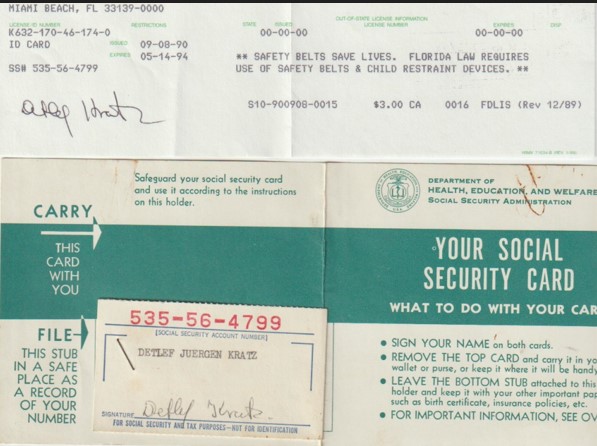 MIAMI BEACH, FL 33139-0000
LICENSE ID NUMBER RESTRICTIONS STATE ISSUED OUT-OF-STATE LICENSE INFORMATION NUMBER EXPIRES DISP
K632-170-46-174-0 00-00-00 00-00-00
ID CARD ISSUED 09-08-90
EXPIRES 05-14-94 ** SAFETY BELTS SAVE LIVES. FLORIDA LAW REQUIRES
SS# 535-56-4799 USE OF SAFETY BELTS & CHILD RESTRAINT DEVICES. **
S10-900908-0015 $3.00 CA 0016 FDLIS (Rev 12/89)
Detlef Kratz
Safeguard your social security card
and use it according to the instructions
on this holder.
CARRY
THIS
CARD
WITH
YOU
FILE
THIS STUB
IN A SAFE
PLACE AS
A RECORD
OF YOUR
NUMBER
535-56-4799
(SOCIAL SECURITY ACCOUNT NUMBER)
DETLEF JUERGEN KRATZ
SIGNATURE Detlef Kratz
FOR SOCIAL SECURITY AND TAX PURPOSES—NOT FOR IDENTIFICATION
DEPARTMENT OF
HEALTH, EDUCATION, AND WELFARE
SOCIAL SECURITY ADMINISTRATION
YOUR SOCIAL
SECURITY CARD
WHAT TO DO WITH YOUR CAR
● SIGN YOUR NAME on both cards.
● REMOVE THE TOP CARD and carry it in yo
wallet or purse, or keep it where it will be handy
● LEAVE THE BOTTOM STUB attached to this
holder and keep it with your other important pap
such as birth certificate, insurance policies, etc.
● FOR IMPORTANT INFORMATION, SEE OV